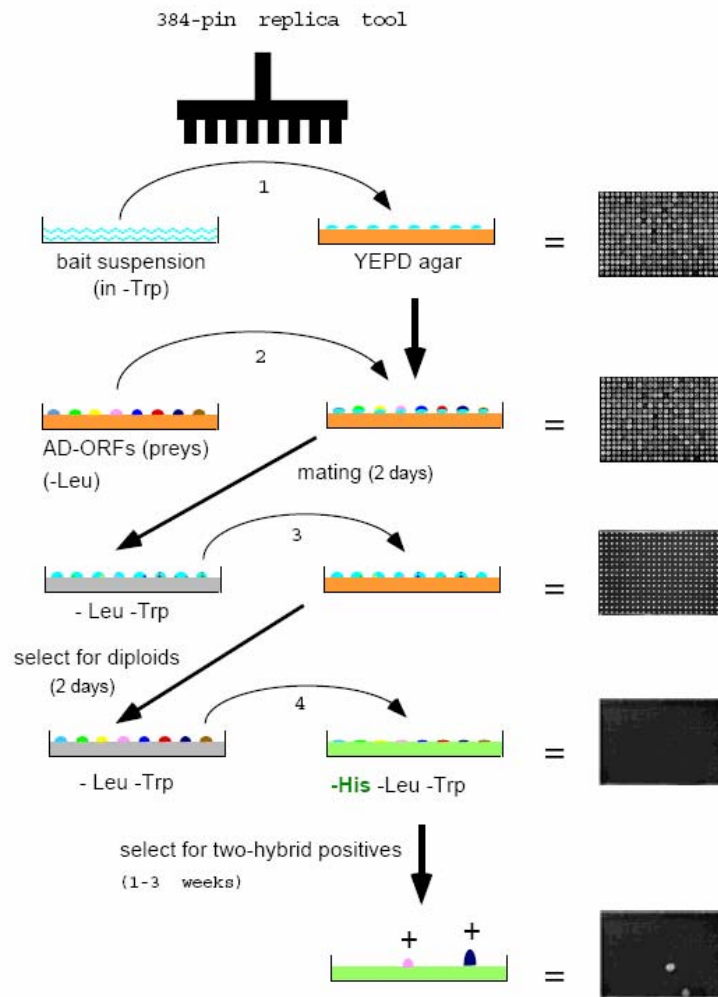 384-pin replica tool
1
=
bait suspension
(in -Trp)
YEPD agar
2
=
AD-ORFs (preys)
(-Leu)
mating (2 days)
3
=
- Leu -Trp
select for diploids
(2 days)
4
=
- Leu -Trp
-His -Leu -Trp
select for two-hybrid positives
(1-3 weeks)
+ +
=